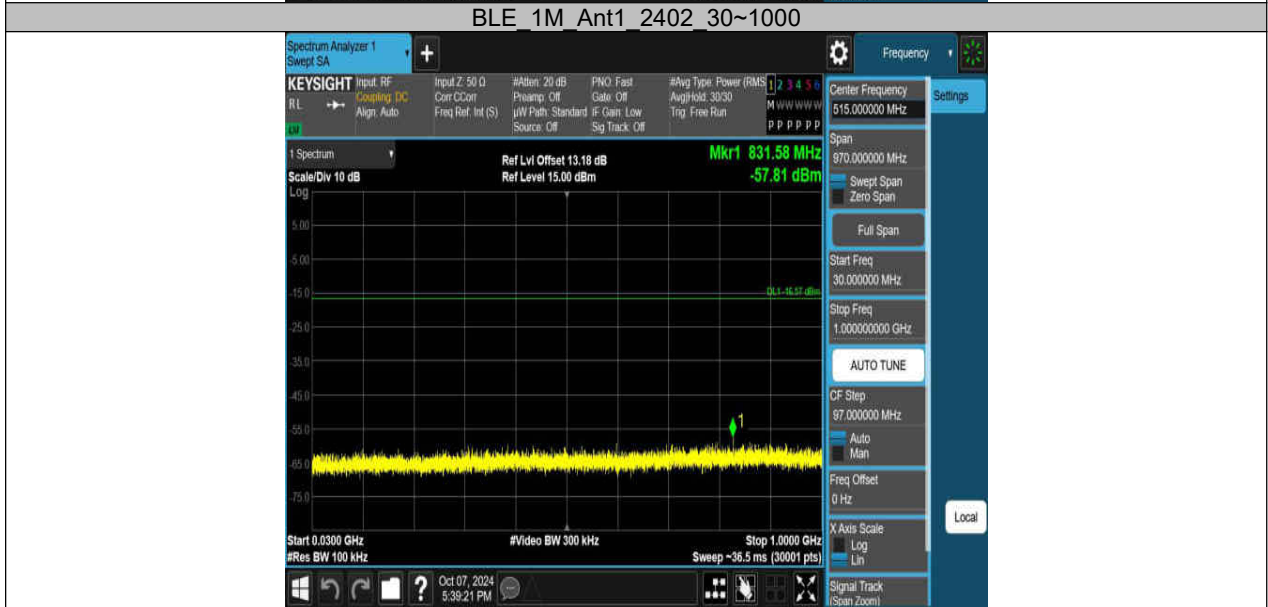 BLE_1M_Ant1_2402_30~1000
Spectrum Analyzer 1
Swept SA
+
Frequency
KEYSIGHT
RL
LW
Input: RF
Coupling: DC
Align: Auto
Input Z: 50 Ω
Corr CCorr
Freq Ref: Int (S)
#Atten: 20 dB
Preamp: Off
µW Path: Standard
Source: Off
PNO: Fast
Gate: Off
IF Gain: Low
Sig Track: Off
#Avg Type: Power (RMS
Avg|Hold: 30/30
Trig: Free Run
1 2 3 4 5 6
M W W W W W
P P P P P P
1 Spectrum
Scale/Div 10 dB
Log
Ref Lvl Offset 13.18 dB
Ref Level 15.00 dBm
Mkr1 831.58 MHz
-57.81 dBm
5.00
-5.00
-15.0
-25.0
-35.0
-45.0
-55.0
-65.0
-75.0
DL1 -16.57 dBm
1
Start 0.0300 GHz
#Res BW 100 kHz
#Video BW 300 kHz
Stop 1.0000 GHz
Sweep ~36.5 ms (30001 pts)
Center Frequency
515.000000 MHz
Settings
Span
970.000000 MHz
Swept Span
Zero Span
Full Span
Start Freq
30.000000 MHz
Stop Freq
1.000000000 GHz
AUTO TUNE
CF Step
97.000000 MHz
Auto
Man
Freq Offset
0 Hz
X Axis Scale
Log
Lin
Signal Track
(Span Zoom)
Local
?
Oct 07, 2024
5:39:21 PM